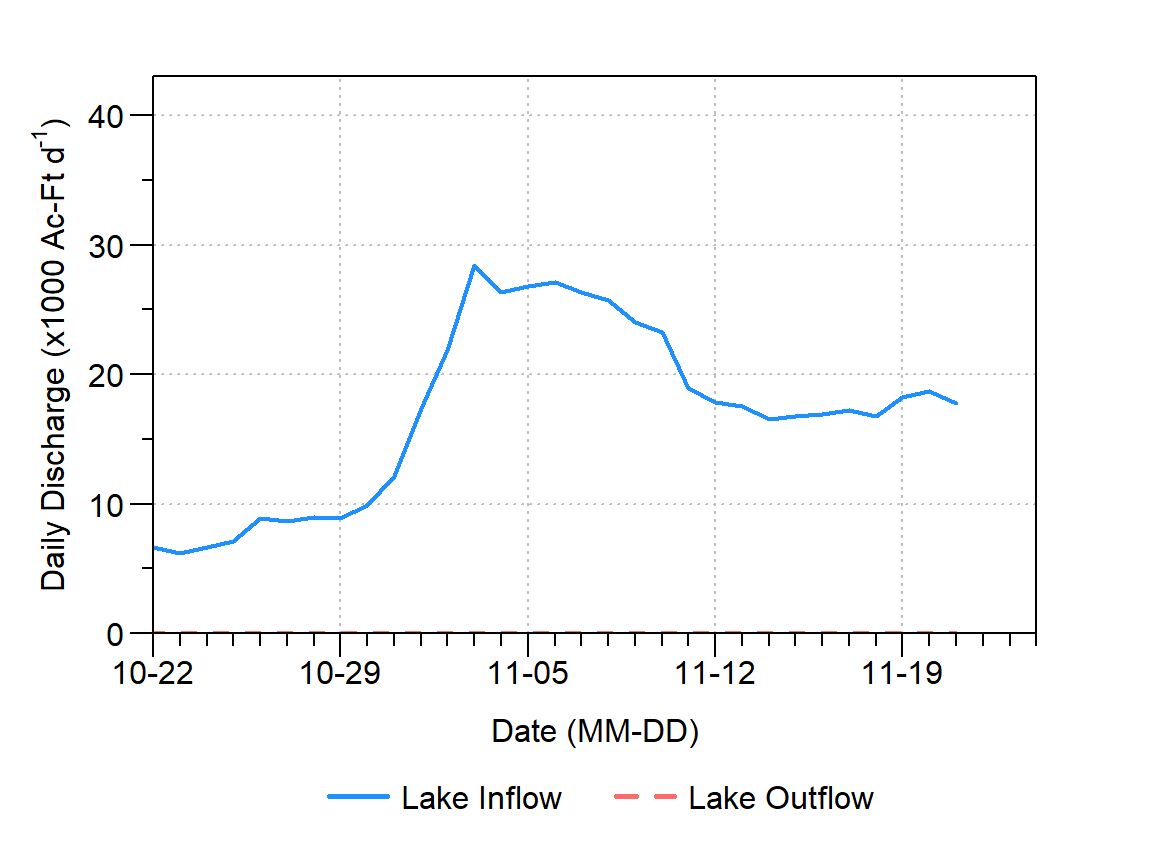 Daily Discharge (x1000 Ac-Ft d⁻¹)
40
30
20
10
0
10-22 10-29 11-05 11-12 11-19
Date (MM-DD)
Lake Inflow Lake Outflow